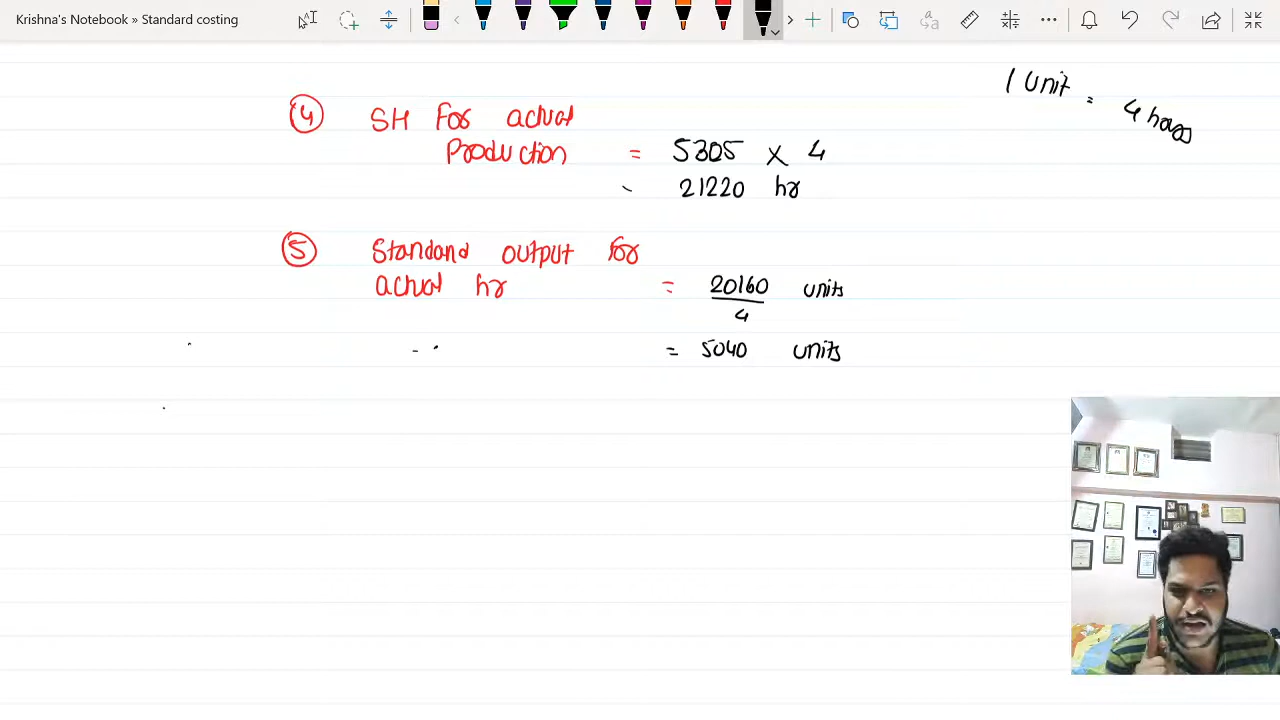 Krishna's Notebook » Standard costing
1 Unit = 4 hours
④ SH For actual
Production = 5305 x 4
= 21220 hr
⑤ Standard output for
actual hr = 20160/4 units
= 5040 units